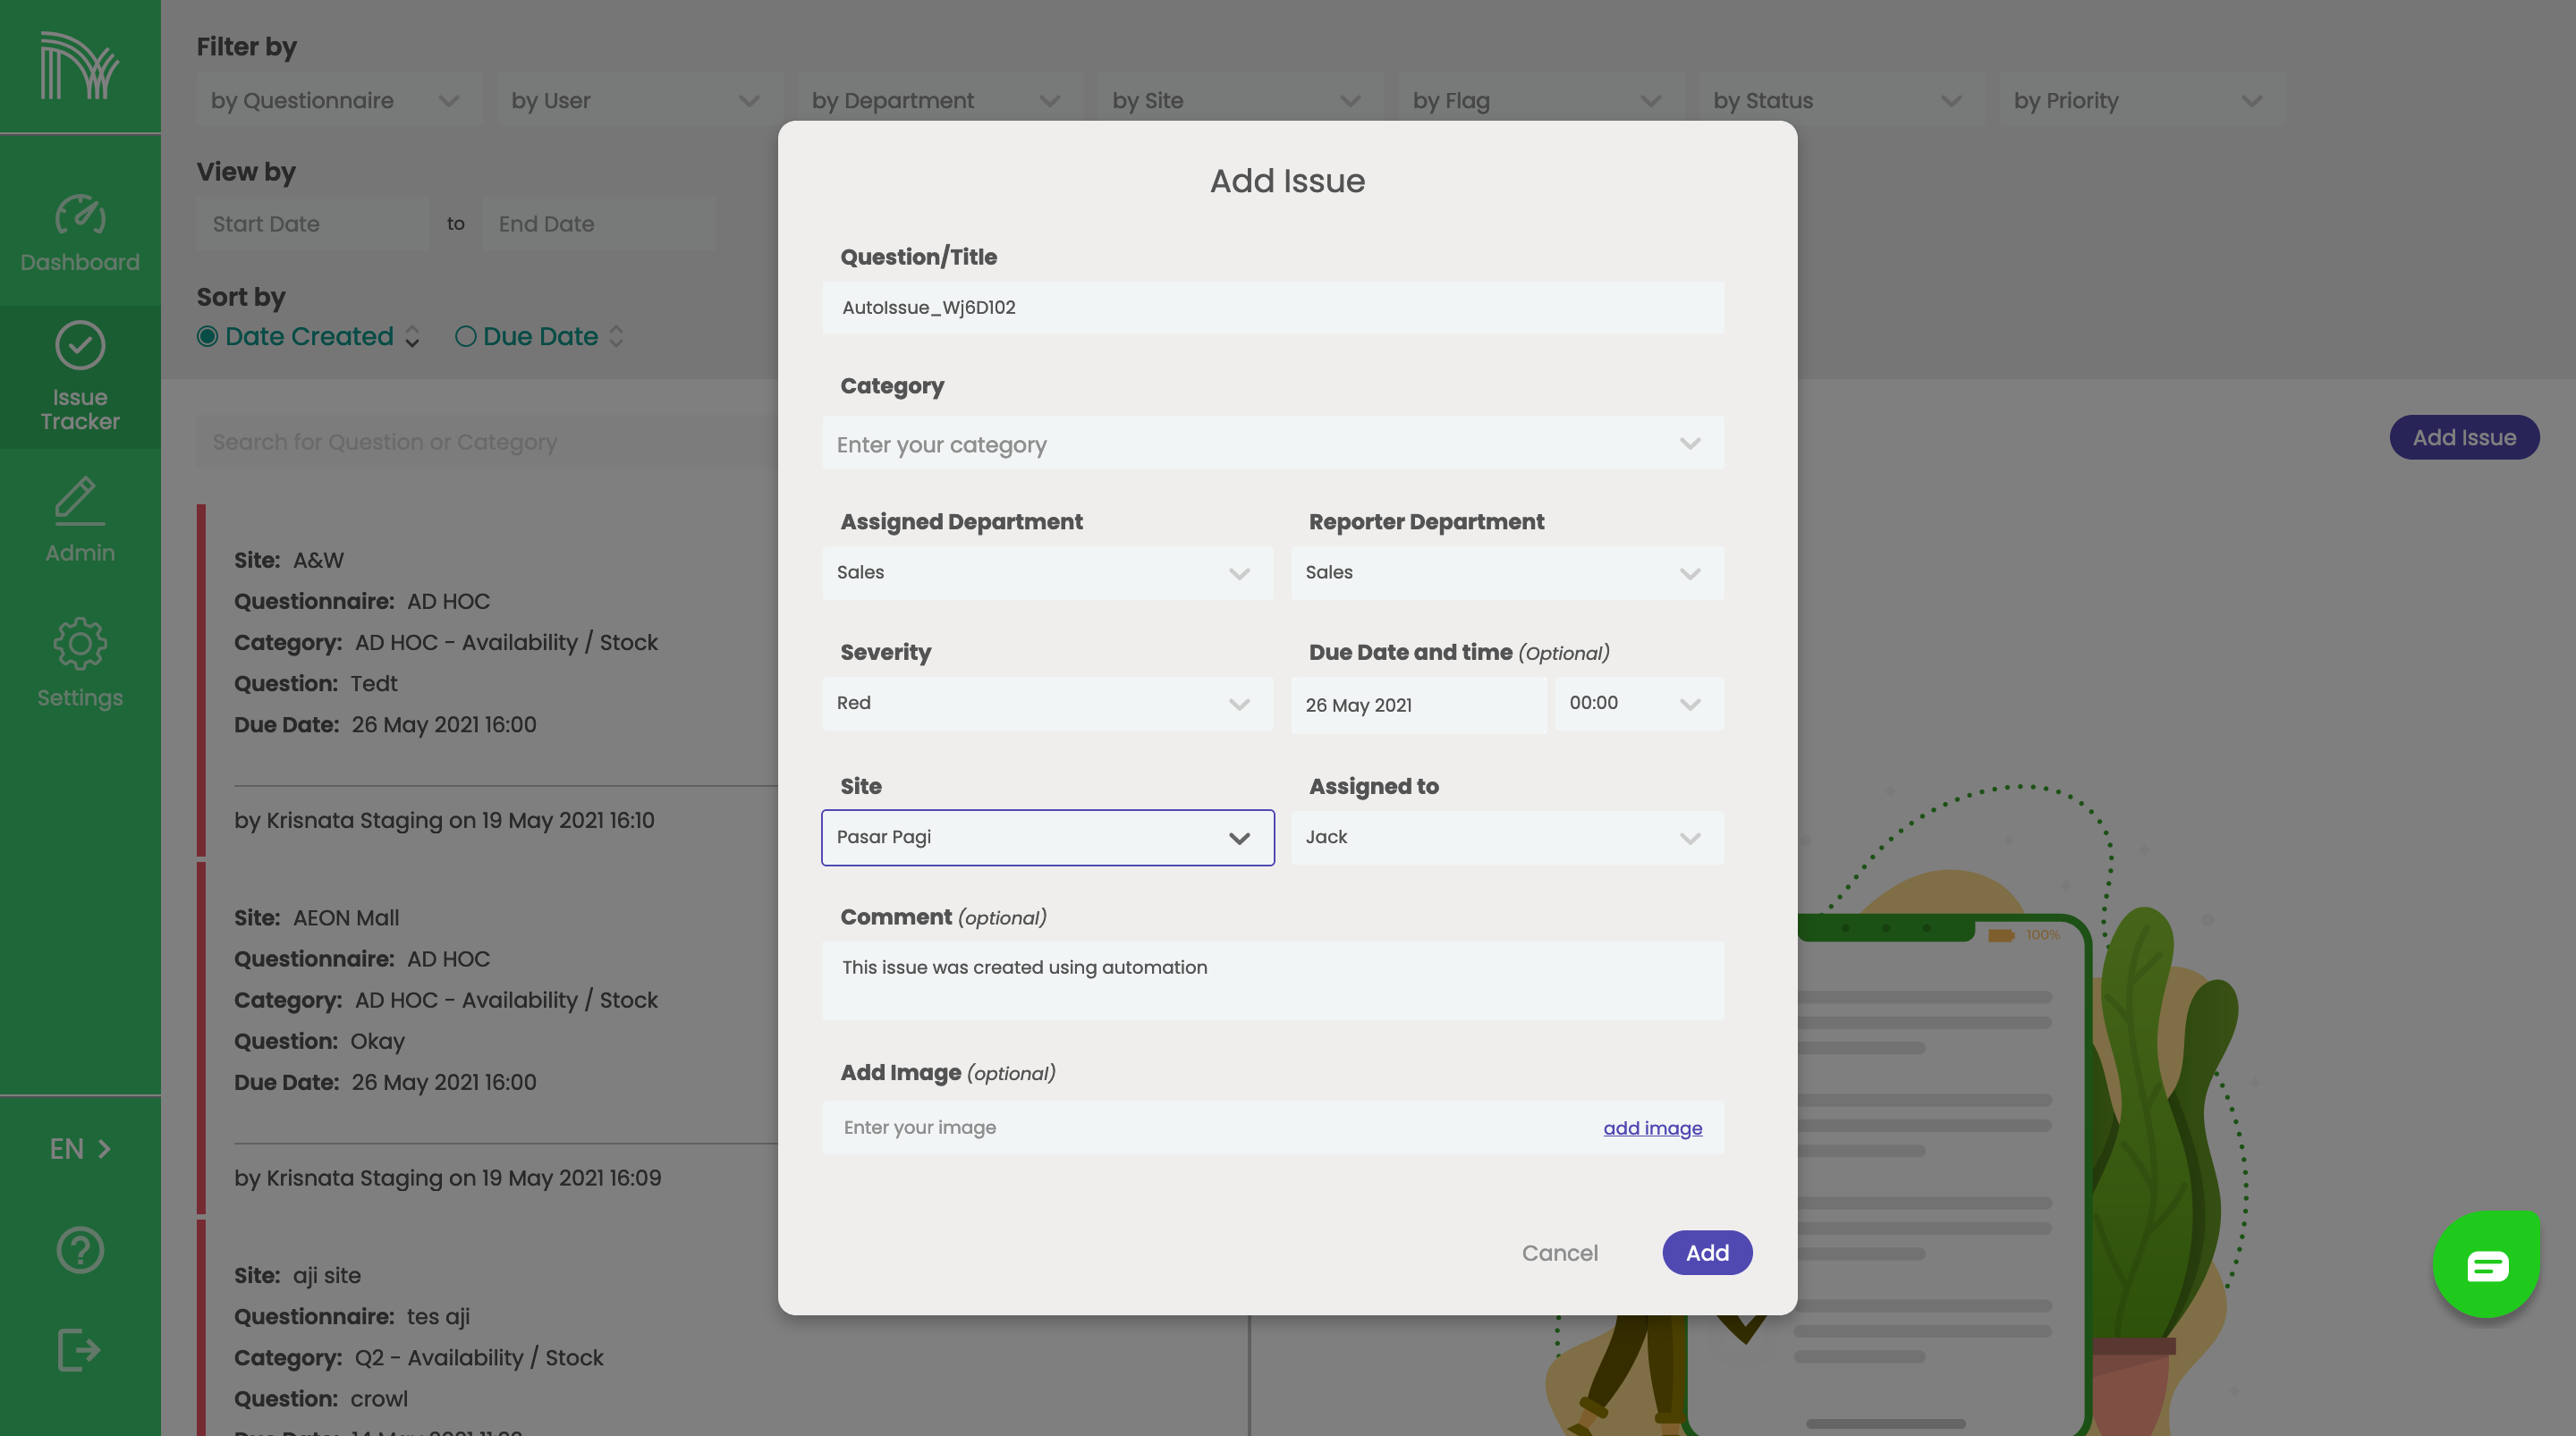 Filter by
by Questionnaire
by User
by Department
by Site
by Flag
by Status
by Priority
View by
Start Date
to
End Date
Sort by
Date Created
Due Date
Search for Question or Category
Add Issue
Dashboard
Issue
Tracker
Admin
Settings
EN
Site: A&W
Questionnaire: AD HOC
Category: AD HOC - Availability / Stock
Question: Tedt
Due Date: 26 May 2021 16:00
by Krisnata Staging on 19 May 2021 16:10
Site: AEON Mall
Questionnaire: AD HOC
Category: AD HOC - Availability / Stock
Question: Okay
Due Date: 26 May 2021 16:00
by Krisnata Staging on 19 May 2021 16:09
Site: aji site
Questionnaire: tes aji
Category: Q2 - Availability / Stock
Question: crowl
Add Issue
Question/Title
AutoIssue_Wj6D102
Category
Enter your category
Assigned Department
Reporter Department
Sales
Sales
Severity
Due Date and time (Optional)
Red
26 May 2021
00:00
Site
Assigned to
Pasar Pagi
Jack
Comment (optional)
This issue was created using automation
Add Image (optional)
Enter your image
add image
Cancel
Add
100%